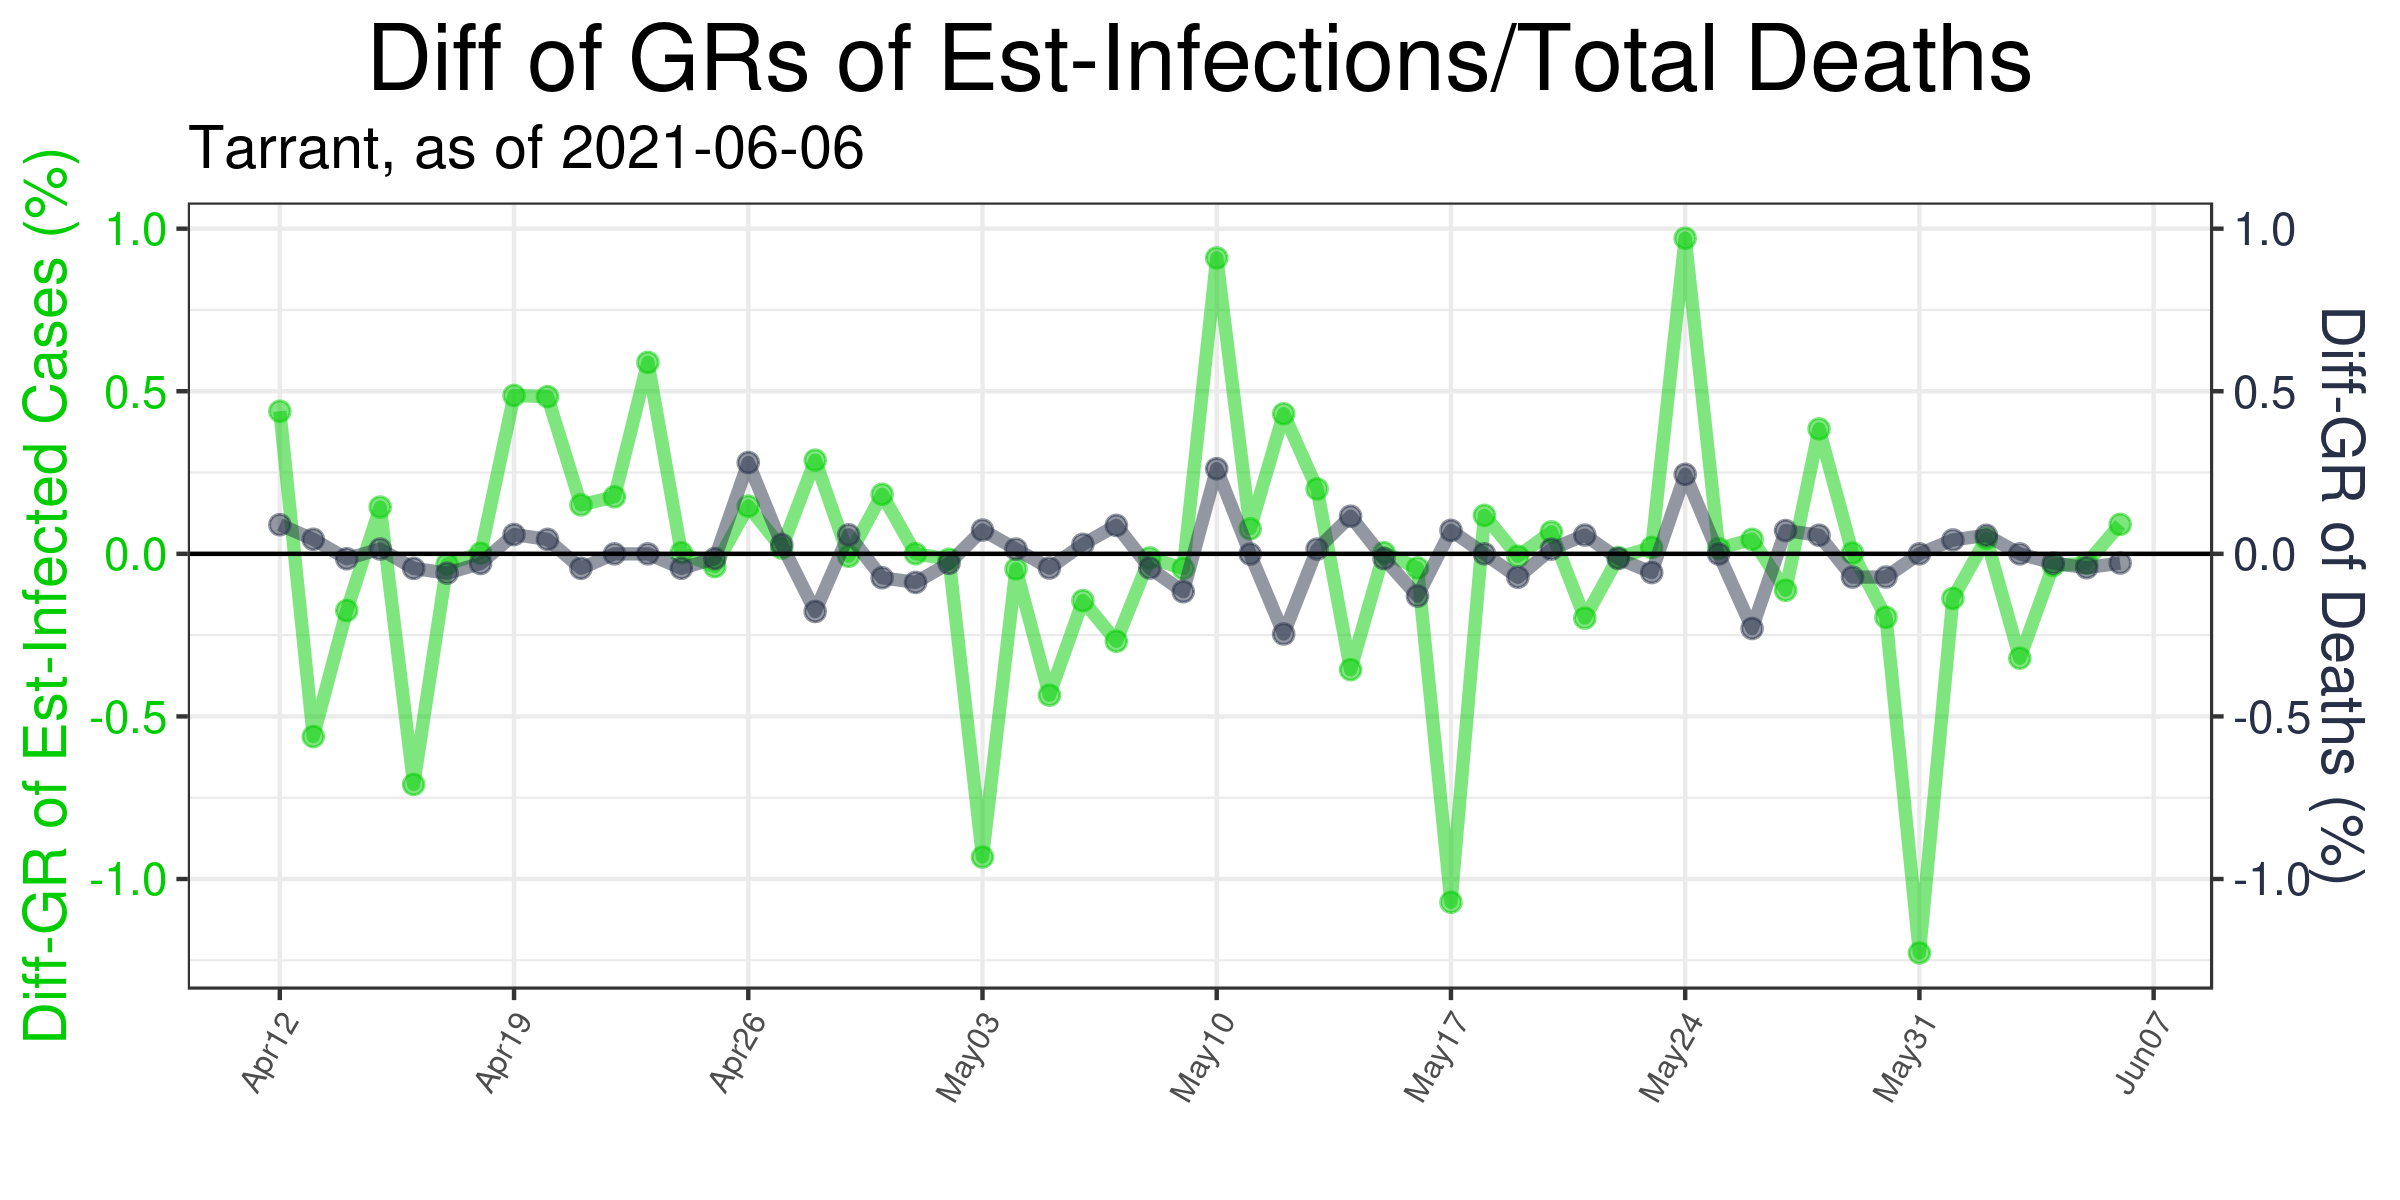 Diff of GRs of Est-Infections/Total Deaths
Tarrant, as of 2021-06-06
Diff-GR of Est-Infected Cases (%)
1.0
0.5
0.0
-0.5
-1.0
1.0
0.5
0.0
-0.5
-1.0
Diff-GR of Deaths (%)
Apr12
Apr19
Apr26
May03
May10
May17
May24
May31
Jun07